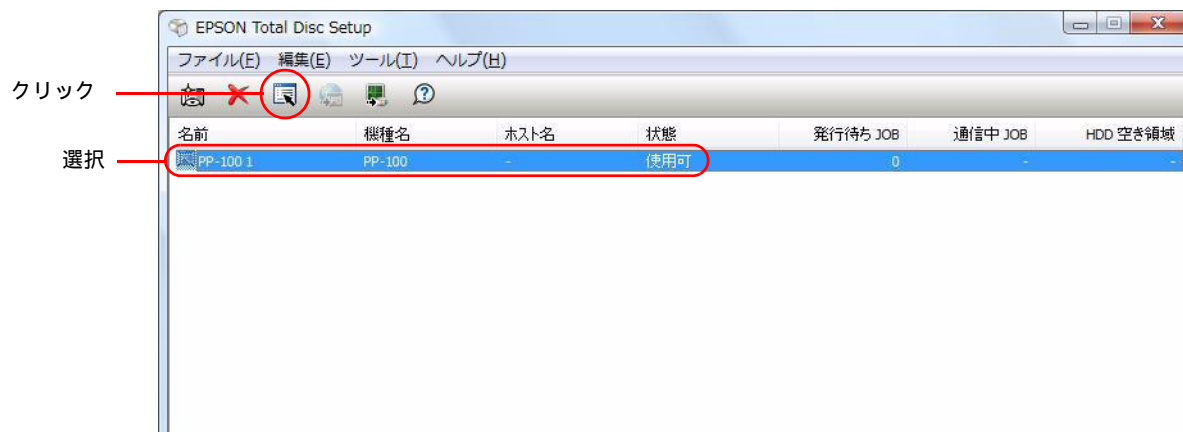 EPSON Total Disc Setup
ファイル(F) 編集(E) ツール(T) ヘルプ(H)
クリック
名前 機種名 ホスト名 状態 発行待ち JOB 通信中 JOB HDD 空き領域
選択
PP-100 1 PP-100 - 使用可 0 - -